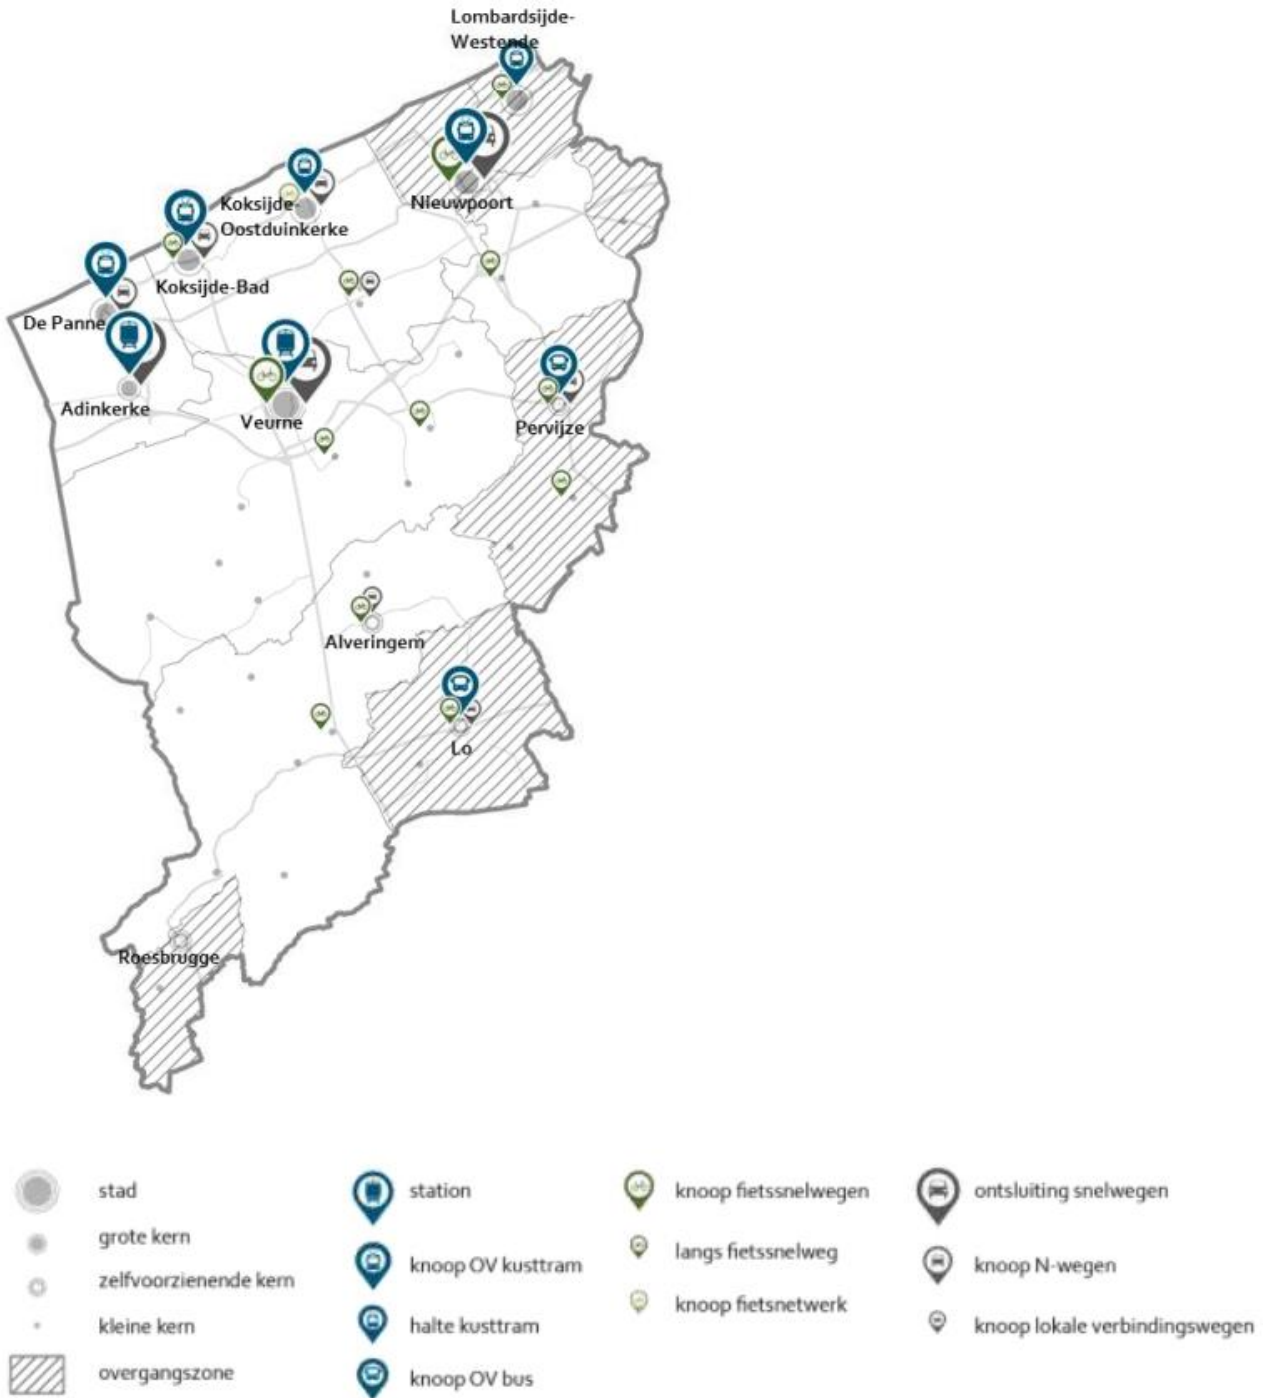 Lombardsijde-
Westende
Nieuwpoort
Koksijde-
Oostduinkerke
Koksijde-Bad
De Panne
Adinkerke
Veurne
Pervijze
Alveringem
Lo
Roesbrugge
stad
grote kern
zelfvoorzienende kern
kleine kern
overgangszone
station
knoop OV kusttram
halte kusttram
knoop OV bus
knoop fietssnelwegen
langs fietssnelweg
knoop fietsnetwerk
ontsluiting snelwegen
knoop N-wegen
knoop lokale verbindingswegen